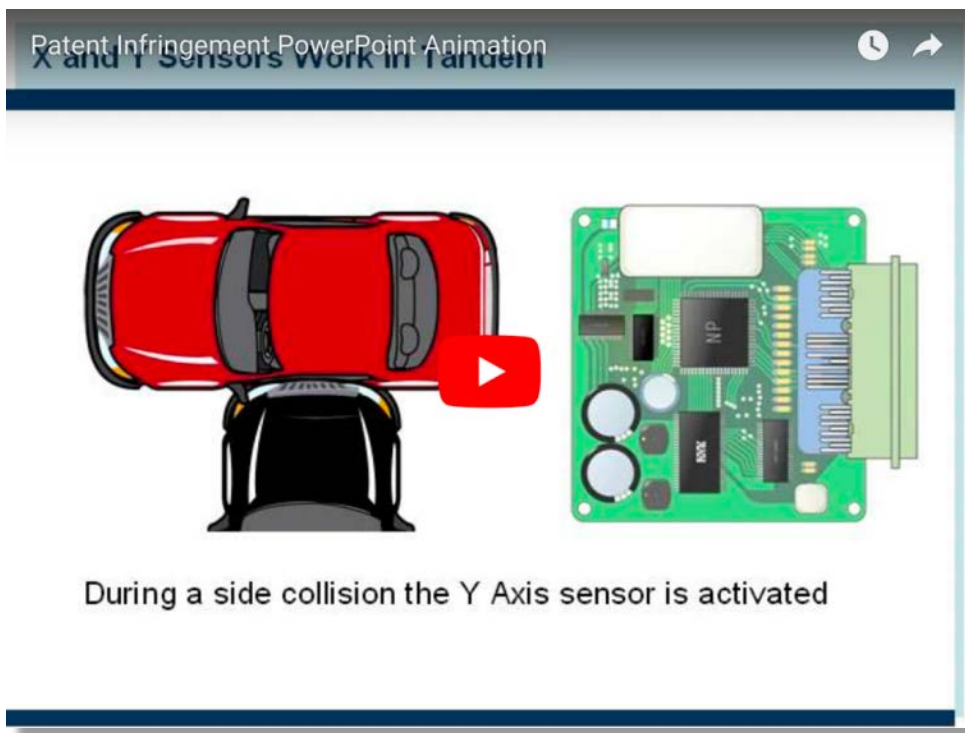 Patent Infringement PowerPoint Animation
X and Y Sensors Work in Tandem
NP
During a side collision the Y Axis sensor is activated